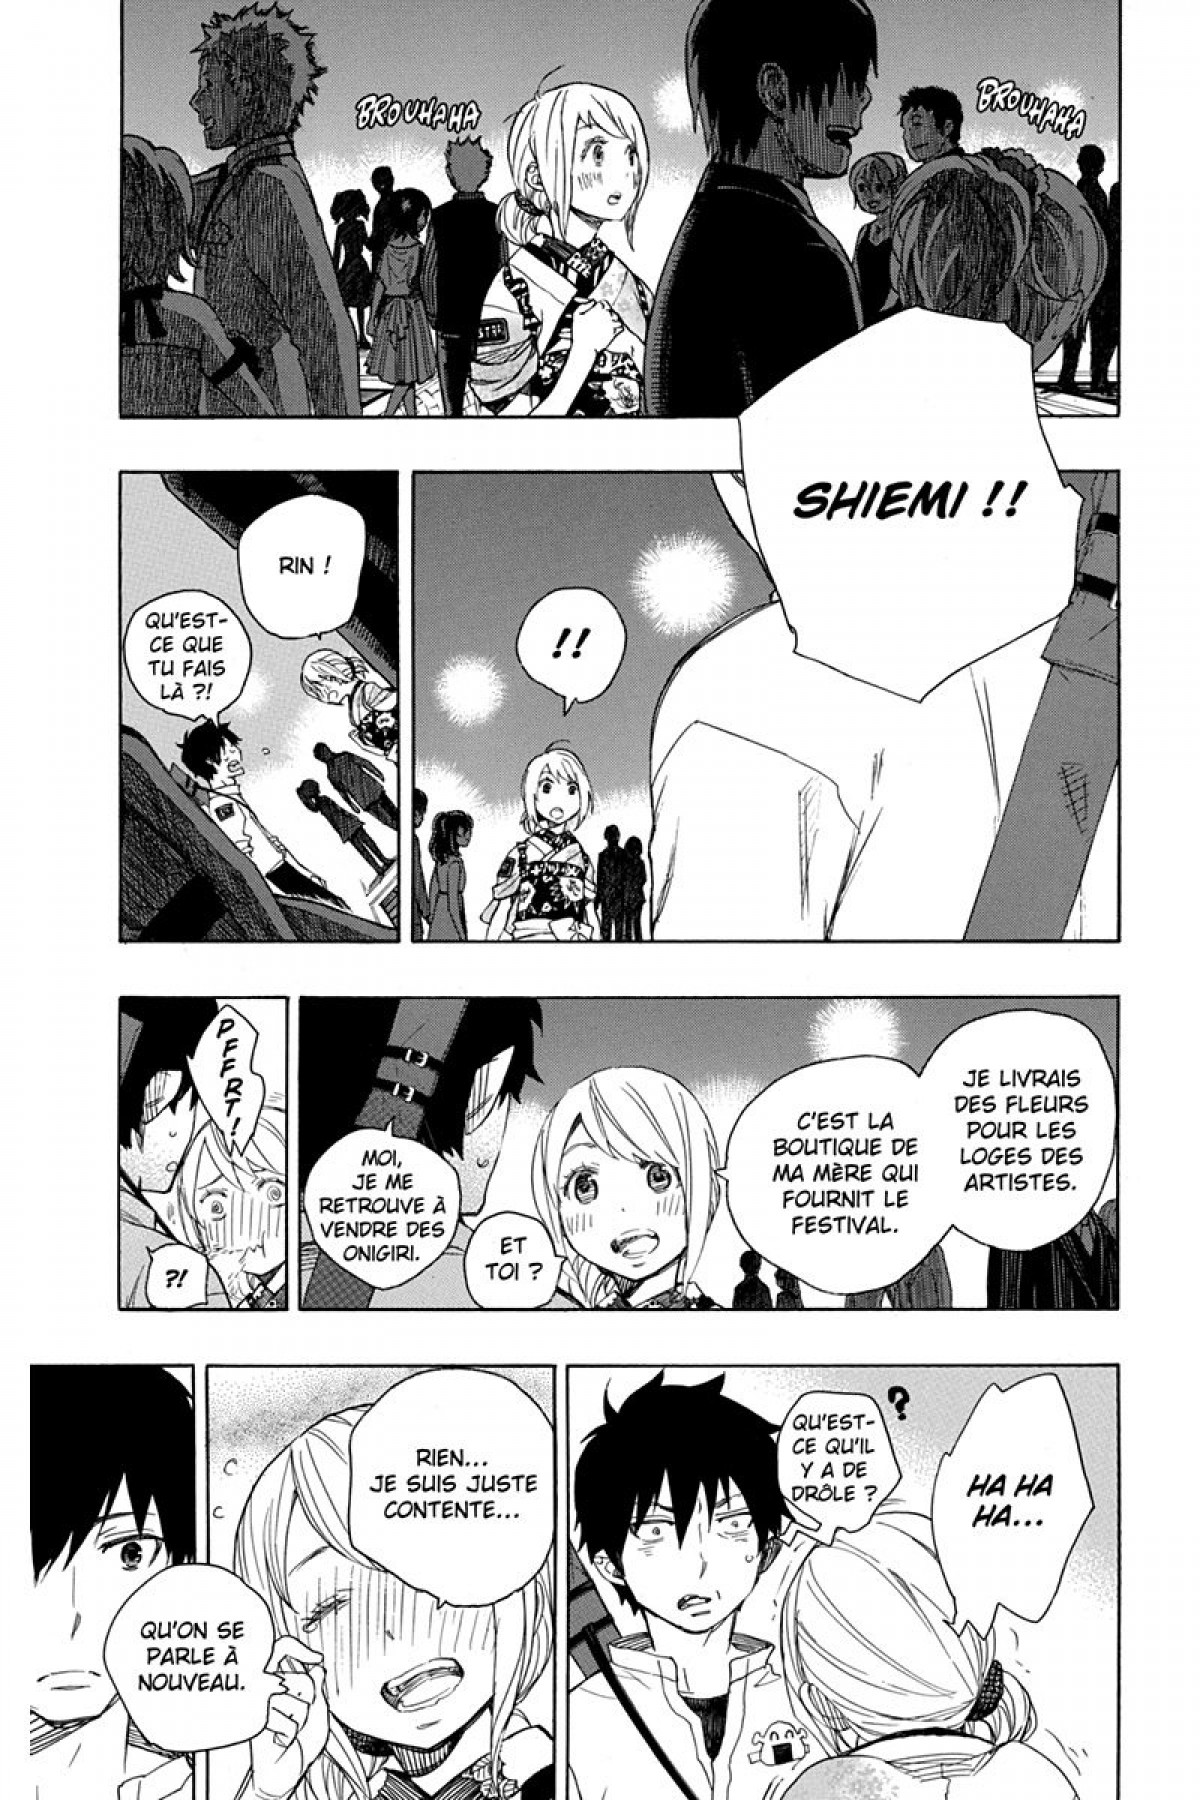 BROUHAHA
BROUHAHA
SHIEMI !!
!!
RIN !
QU'EST-
CE QUE
TU FAIS
LÀ ?!
JE LIVRAIS
DES FLEURS
POUR LES
LOGES DES
ARTISTES.
C'EST LA
BOUTIQUE DE
MA MÈRE QUI
FOURNIT LE
FESTIVAL.
ET
TOI ?
MOI,
JE ME
RETROUVE À
VENDRE DES
ONIGIRI.
PFFRT!
?!
HA HA
HA...
?
QU'EST-
CE QU'IL
Y A DE
DRÔLE ?
RIEN...
JE SUIS JUSTE
CONTENTE...
QU'ON SE
PARLE À
NOUVEAU.